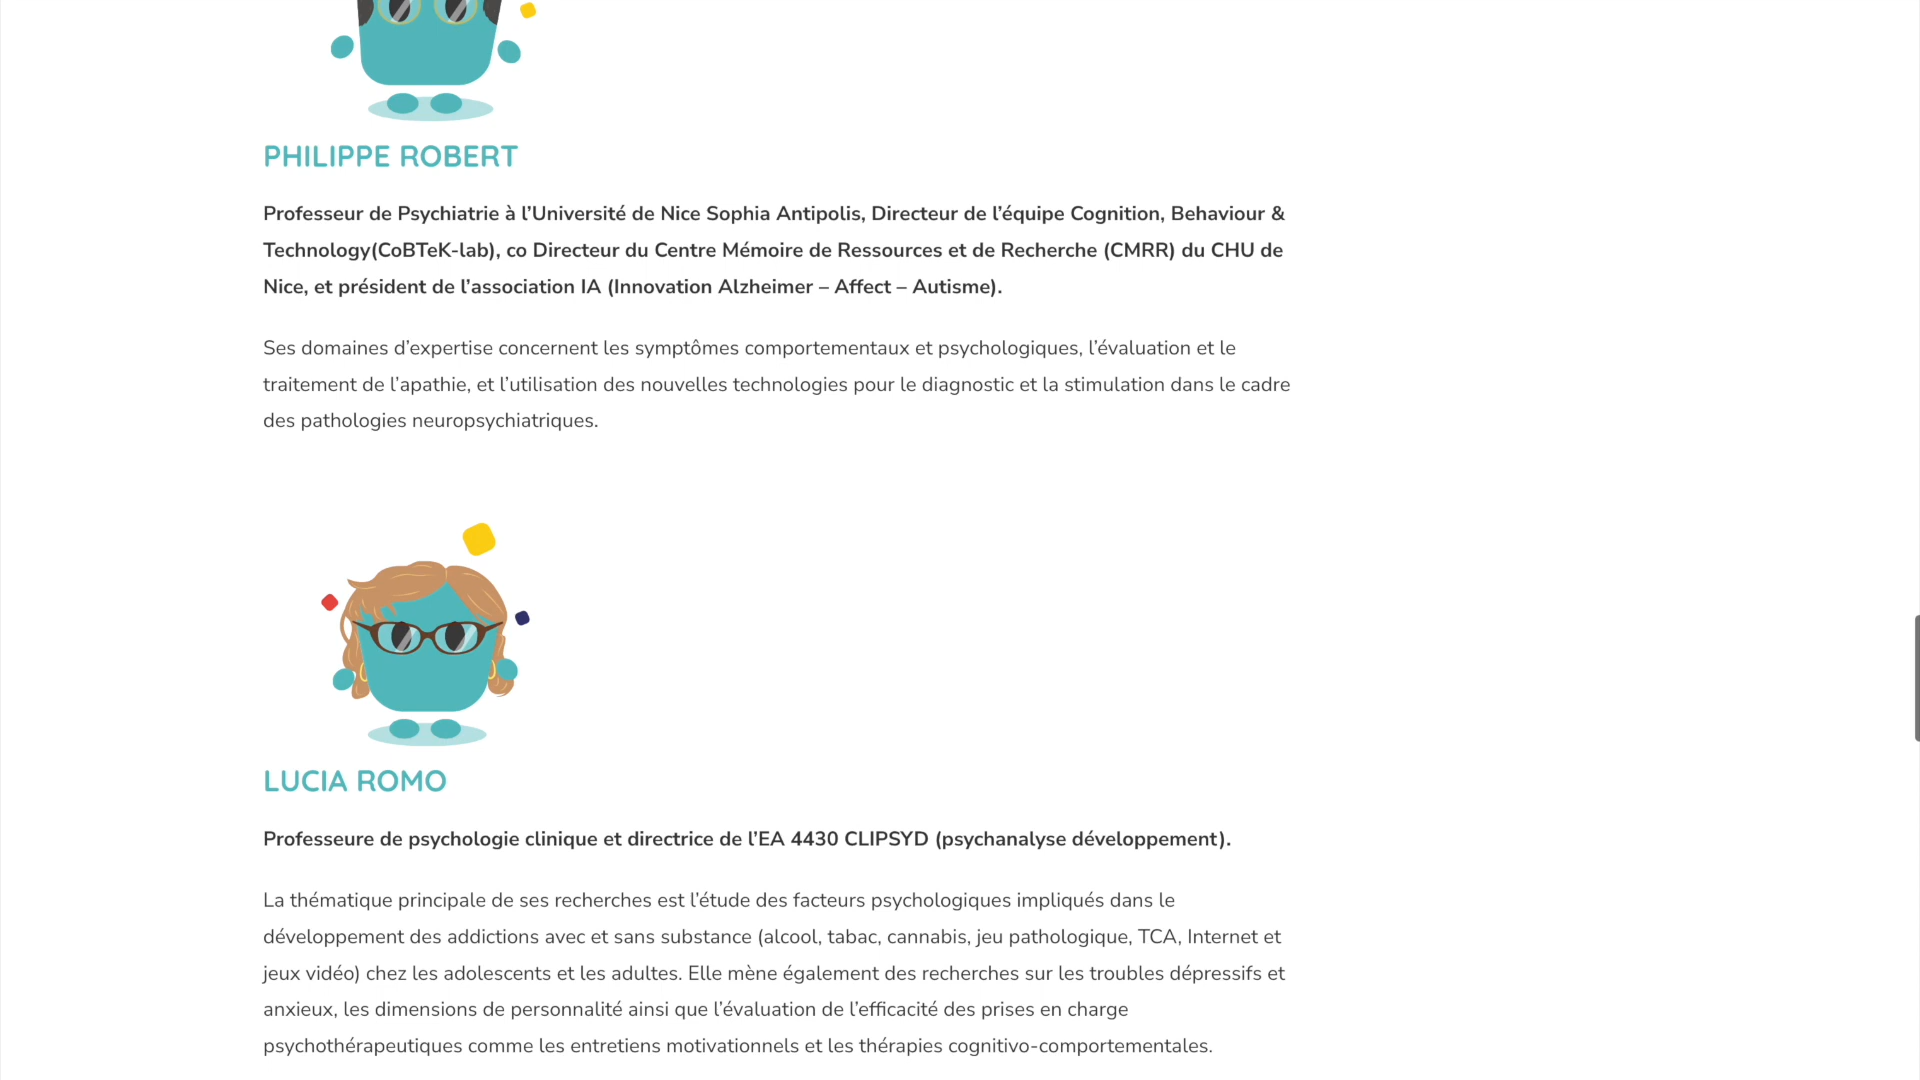 PHILIPPE ROBERT
Professeur de Psychiatrie à l’Université de Nice Sophia Antipolis, Directeur de l’équipe Cognition, Behaviour &
Technology(CoBTeK-lab), co Directeur du Centre Mémoire de Ressources et de Recherche (CMRR) du CHU de
Nice, et président de l’association IA (Innovation Alzheimer – Affect – Autisme).
Ses domaines d’expertise concernent les symptômes comportementaux et psychologiques, l’évaluation et le
traitement de l’apathie, et l’utilisation des nouvelles technologies pour le diagnostic et la stimulation dans le cadre
des pathologies neuropsychiatriques.
LUCIA ROMO
Professeure de psychologie clinique et directrice de l’EA 4430 CLIPSYD (psychanalyse développement).
La thématique principale de ses recherches est l’étude des facteurs psychologiques impliqués dans le
développement des addictions avec et sans substance (alcool, tabac, cannabis, jeu pathologique, TCA, Internet et
jeux vidéo) chez les adolescents et les adultes. Elle mène également des recherches sur les troubles dépressifs et
anxieux, les dimensions de personnalité ainsi que l’évaluation de l’efficacité des prises en charge
psychothérapeutiques comme les entretiens motivationnels et les thérapies cognitivo-comportementales.